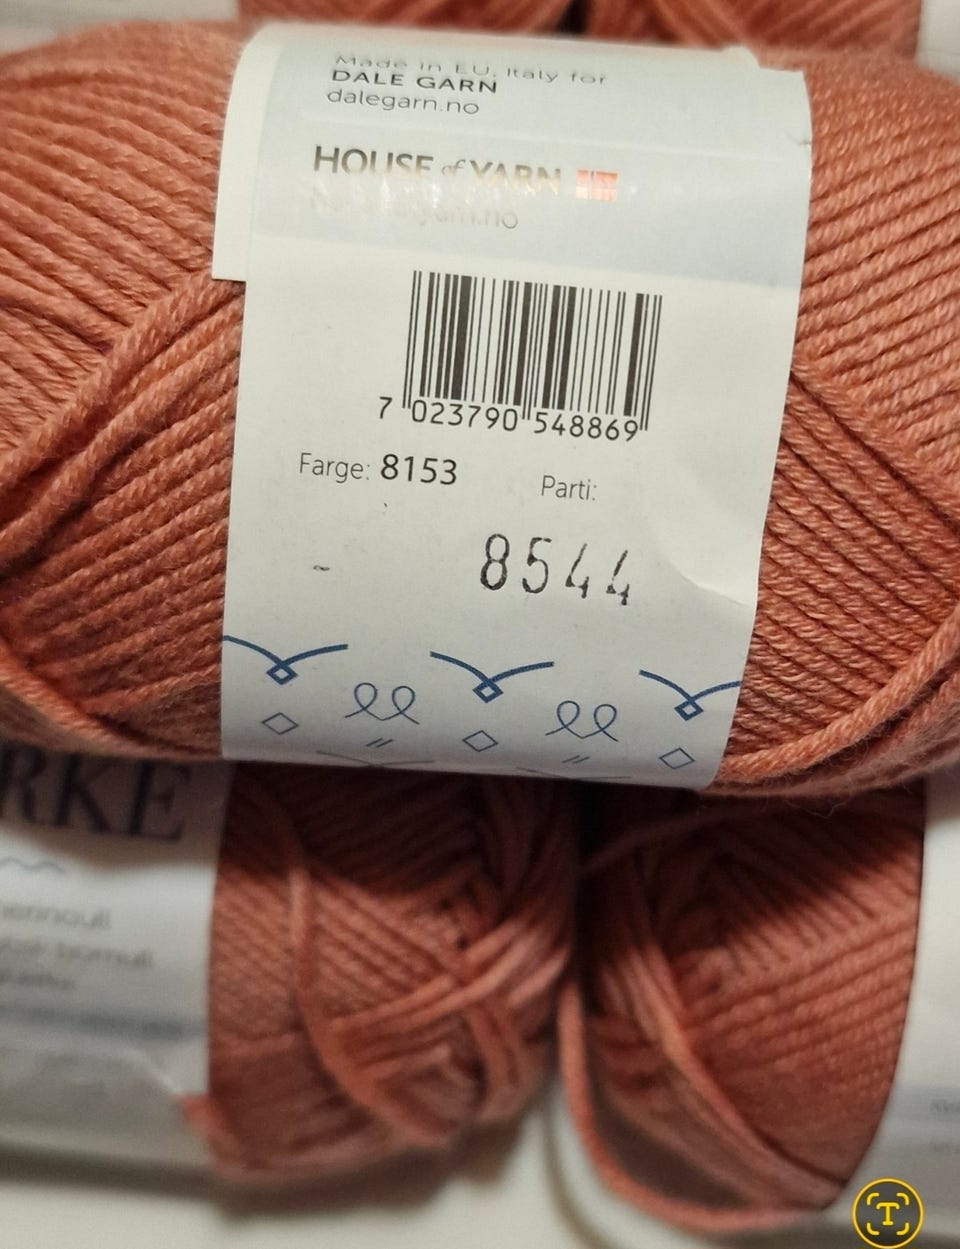 Made in EU, Italy for
DALE GARN
dalegarn.no
HOUSE of YARN
7 023790 548869
Farge: 8153
Parti:
8544
RKE
T